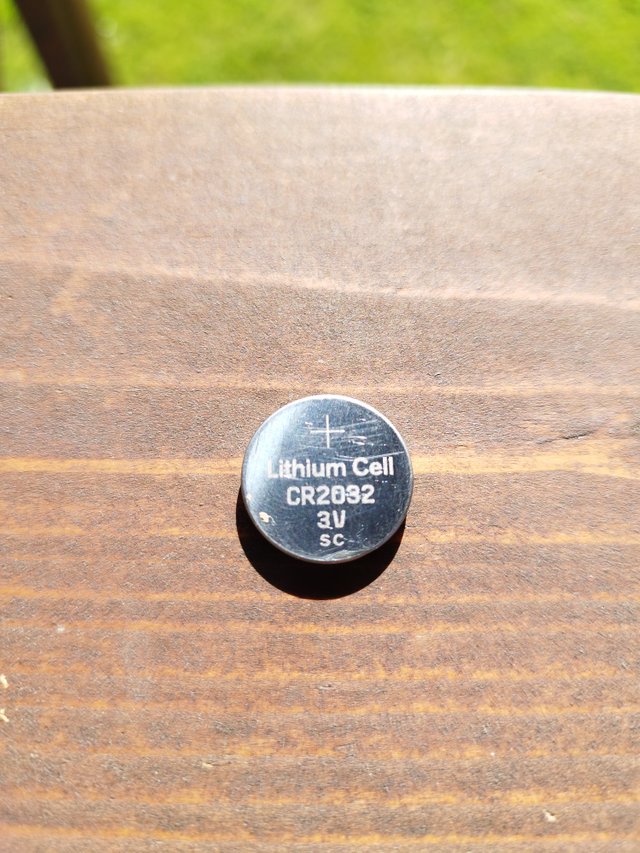 +
Lithium Cell
CR2032
3V
SC